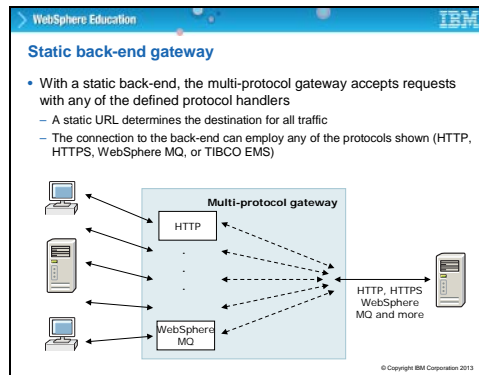 WebSphere Education
IBM
Static back-end gateway
• With a static back-end, the multi-protocol gateway accepts requests
with any of the defined protocol handlers
– A static URL determines the destination for all traffic
– The connection to the back-end can employ any of the protocols shown (HTTP,
HTTPS, WebSphere MQ, or TIBCO EMS)
Multi-protocol gateway
HTTP
.
.
.
WebSphere
MQ
HTTP, HTTPS
WebSphere
MQ and more
© Copyright IBM Corporation 2013